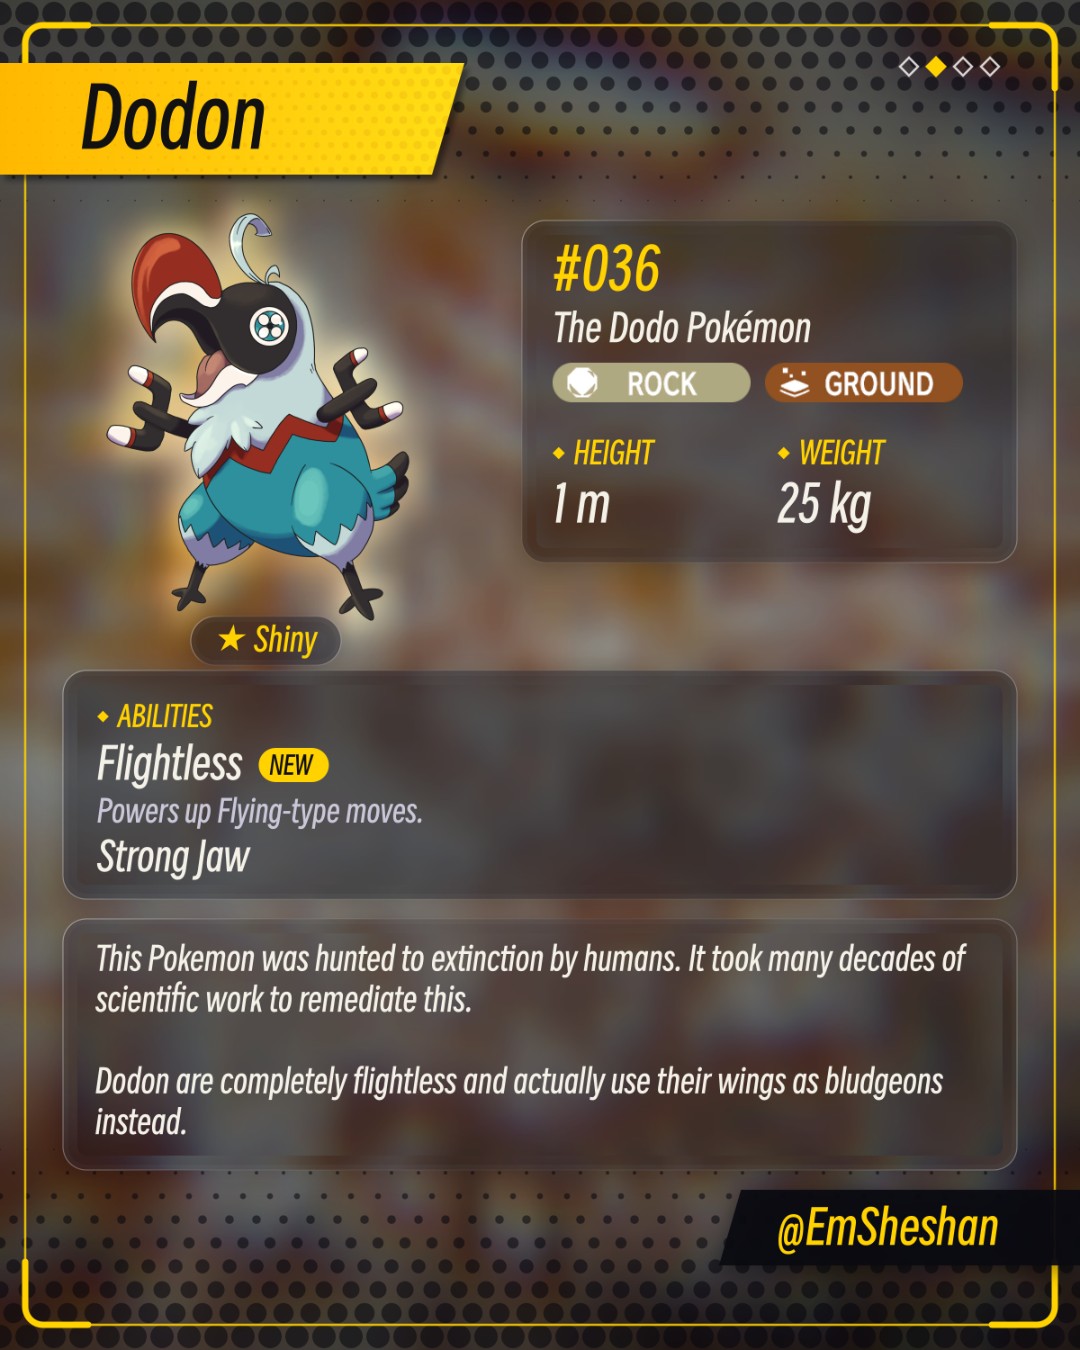 Dodon
#036
The Dodo Pokémon
ROCK GROUND
HEIGHT WEIGHT
1 m 25 kg
Shiny
ABILITIES
Flightless NEW
Powers up Flying-type moves.
Strong Jaw
This Pokemon was hunted to extinction by humans. It took many decades of
scientific work to remediate this.
Dodon are completely flightless and actually use their wings as bludgeons
instead.
@EmSheshan